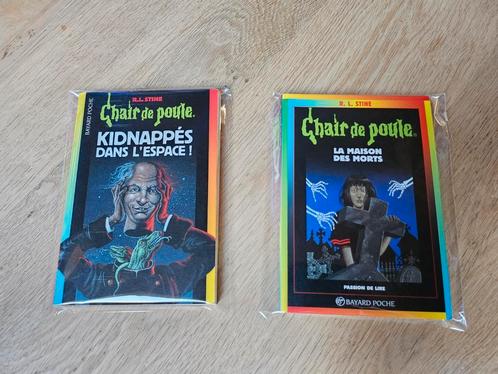 BAYARD POCHE
R.L. STINE
Chair de poule.
KIDNAPPÉS
DANS L'ESPACE !
R. L. STINE
Chair de poule
LA MAISON
DES MORTS
PASSION DE LIRE
BAYARD POCHE